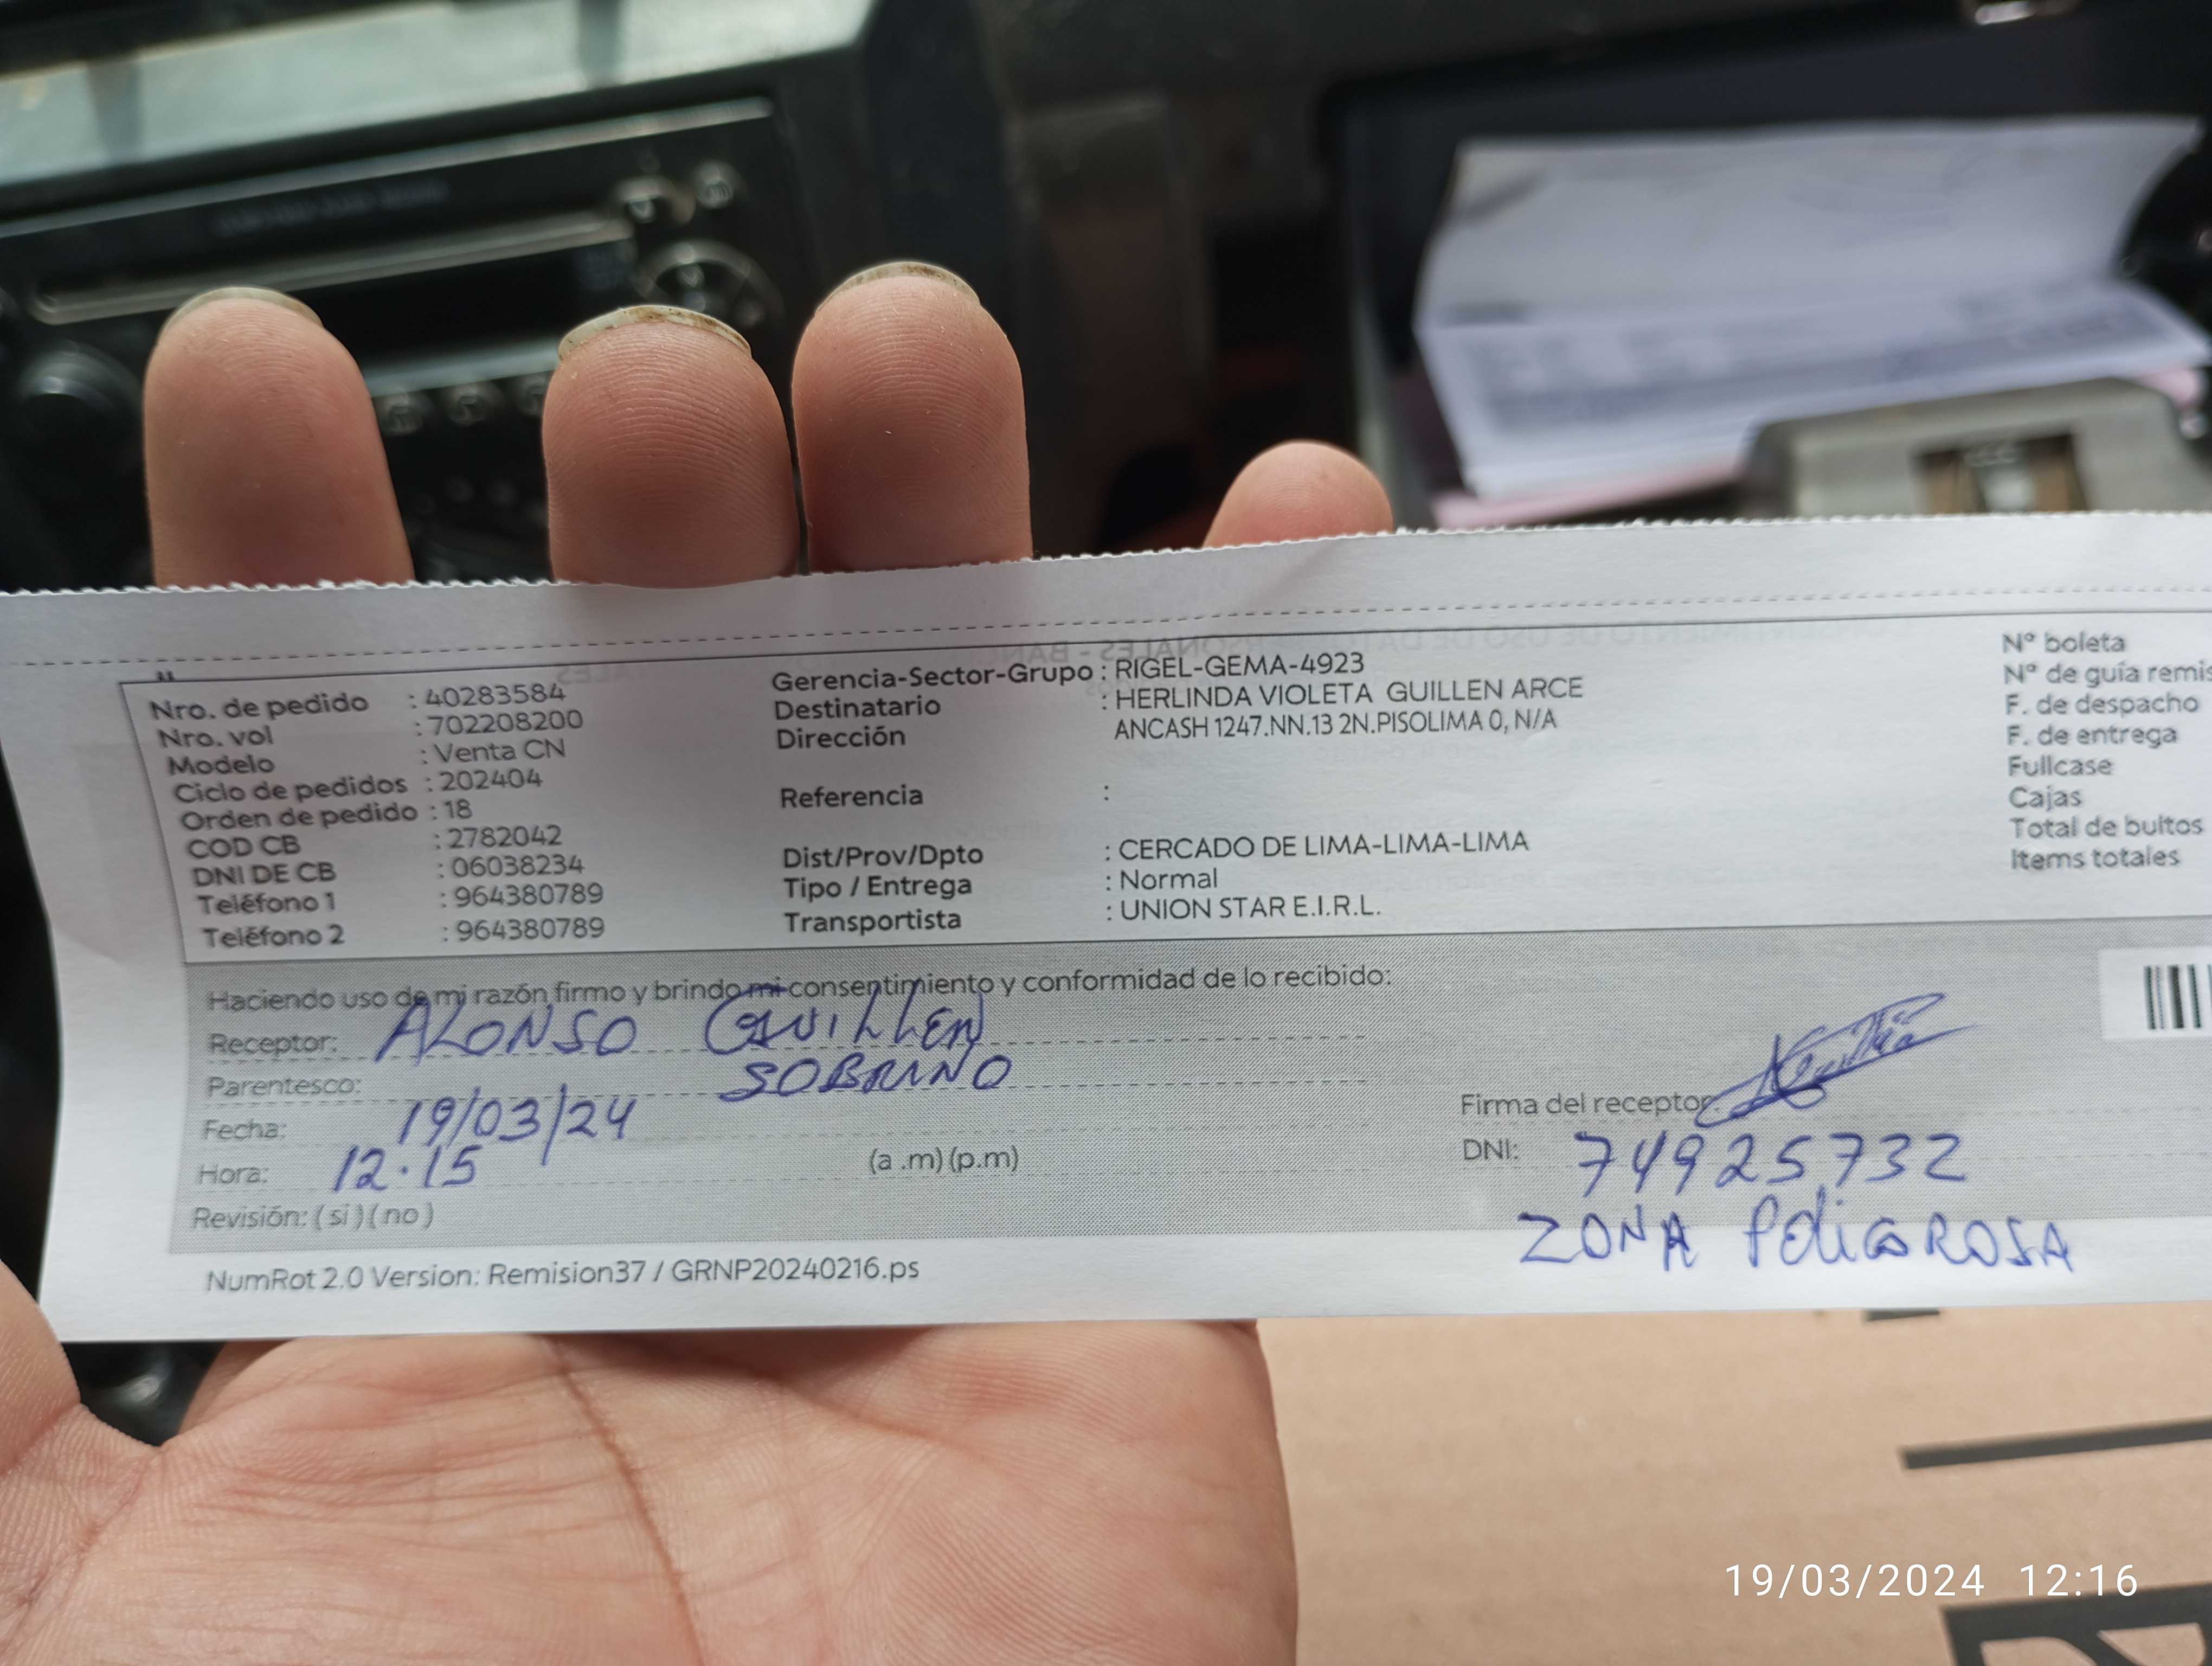 Nro. de pedido : 40283584
Nro. vol : 702208200
Modelo : Venta CN
Ciclo de pedidos : 202404
Orden de pedido : 18
COD CB : 2782042
DNI DE CB : 06038234
Teléfono 1 : 964380789
Teléfono 2 : 964380789
Gerencia-Sector-Grupo : RIGEL-GEMA-4923
Destinatario : HERLINDA VIOLETA GUILLEN ARCE
Dirección ANCASH 1247.NN.13 2N.PISOLIMA 0, N/A
Referencia :
Dist/Prov/Dpto : CERCADO DE LIMA-LIMA-LIMA
Tipo / Entrega : Normal
Transportista : UNION STAR E.I.R.L.
Nº boleta
Nº de guía remis
F. de despacho
F. de entrega
Fullcase
Cajas
Total de bultos
Items totales
Haciendo uso de mi razón firmo y brindo mi consentimiento y conformidad de lo recibido:
Receptor: ALONSO GUILLEN
Parentesco: SOBRINO
Fecha: 19/03/24
Hora: 12.15 (a .m) (p.m)
Revisión: ( si ) ( no )
Firma del receptor:
DNI: 74925732
ZONA PELIGROSA
NumRot 2.0 Version: Remision37 / GRNP20240216.ps
19/03/2024 12:16